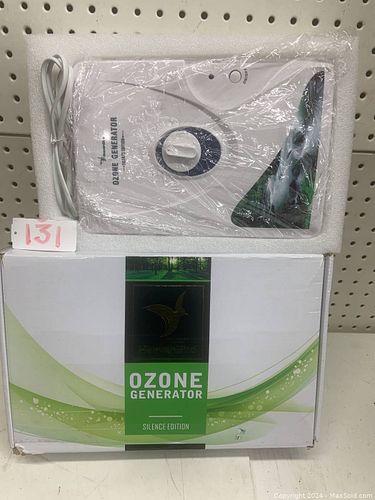 OZONE GENERATOR
131
OZONE
GENERATOR
SILENCE EDITION
Copyright 2024 - MaxSold.com